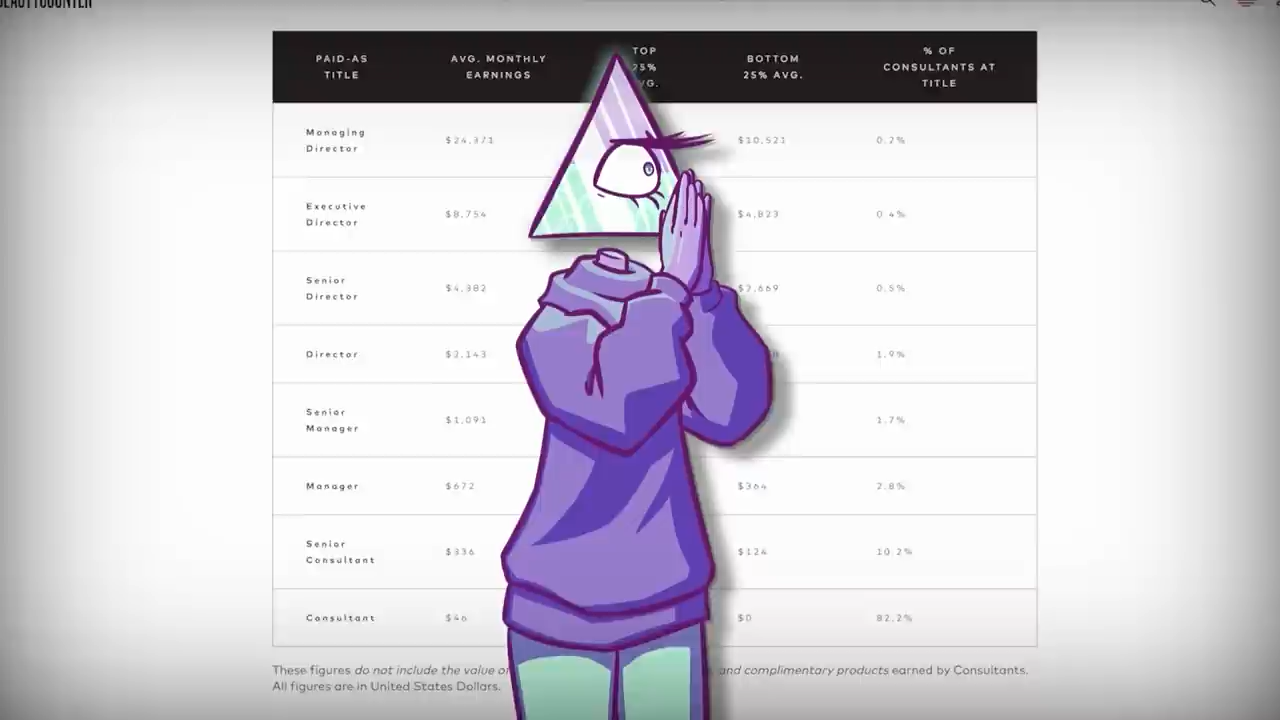 PAID-AS
TITLE
AVG. MONTHLY
EARNINGS
TOP
25%
BOTTOM
25% AVG.
% OF
CONSULTANTS AT
TITLE
Managing
Director
$24,371
$10,521
0.2%
Executive
Director
$8,754
$4,823
0.4%
Senior
Director
$4,382
$2,669
0.5%
Director
$2,143
1.9%
Senior
Manager
$1,091
1.7%
Manager
$672
$364
2.8%
Senior
Consultant
$336
$124
10.2%
Consultant
$46
$0
82.2%
These figures do not include the value and complimentary products earned by Consultants.
All figures are in United States Dollars.